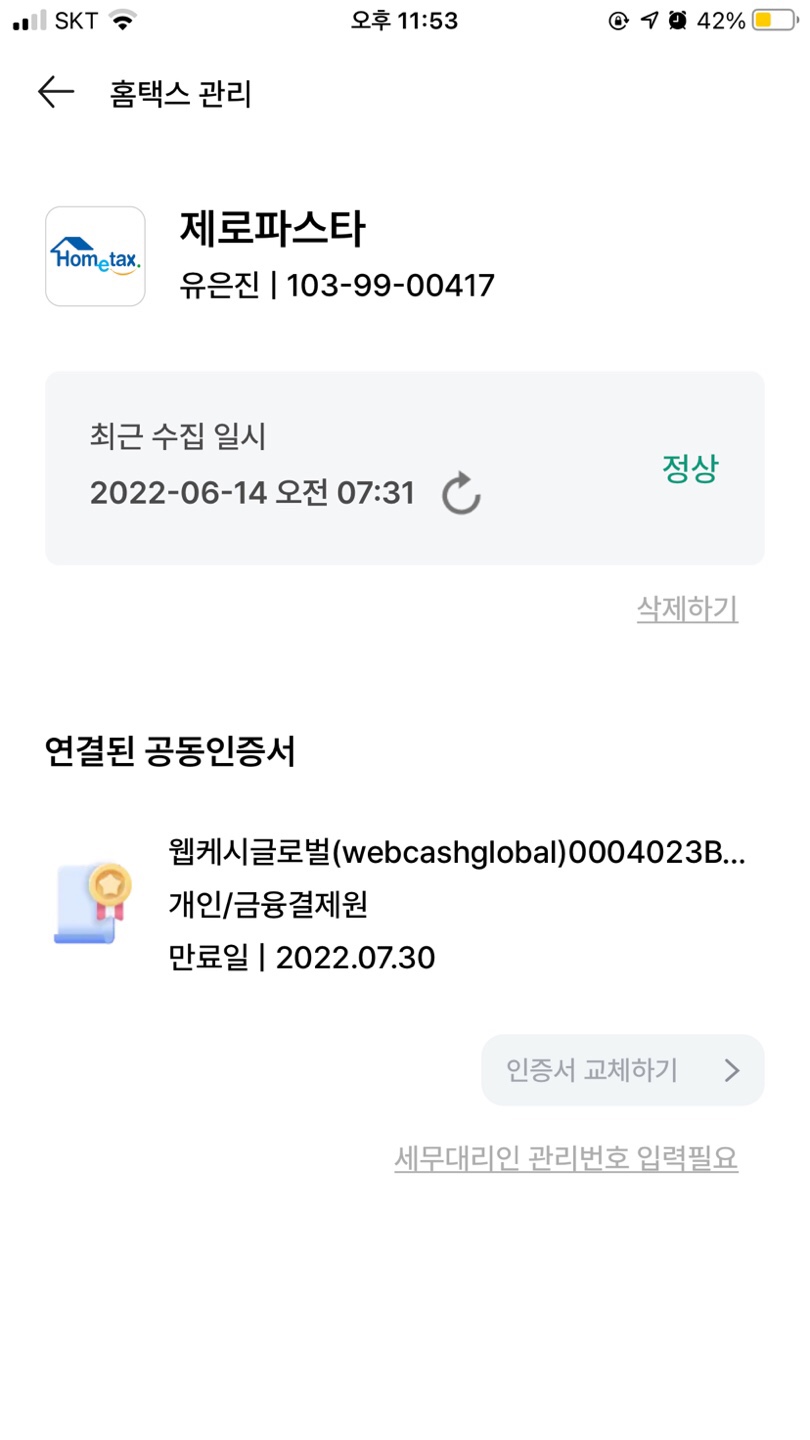 SKT 오후 11:53 42%
홈택스 관리
Hometax.
제로파스타
유은진 | 103-99-00417
최근 수집 일시
2022-06-14 오전 07:31
정상
삭제하기
연결된 공동인증서
웹케시글로벌(webcashglobal)0004023B...
개인/금융결제원
만료일 | 2022.07.30
인증서 교체하기
세무대리인 관리번호 입력필요